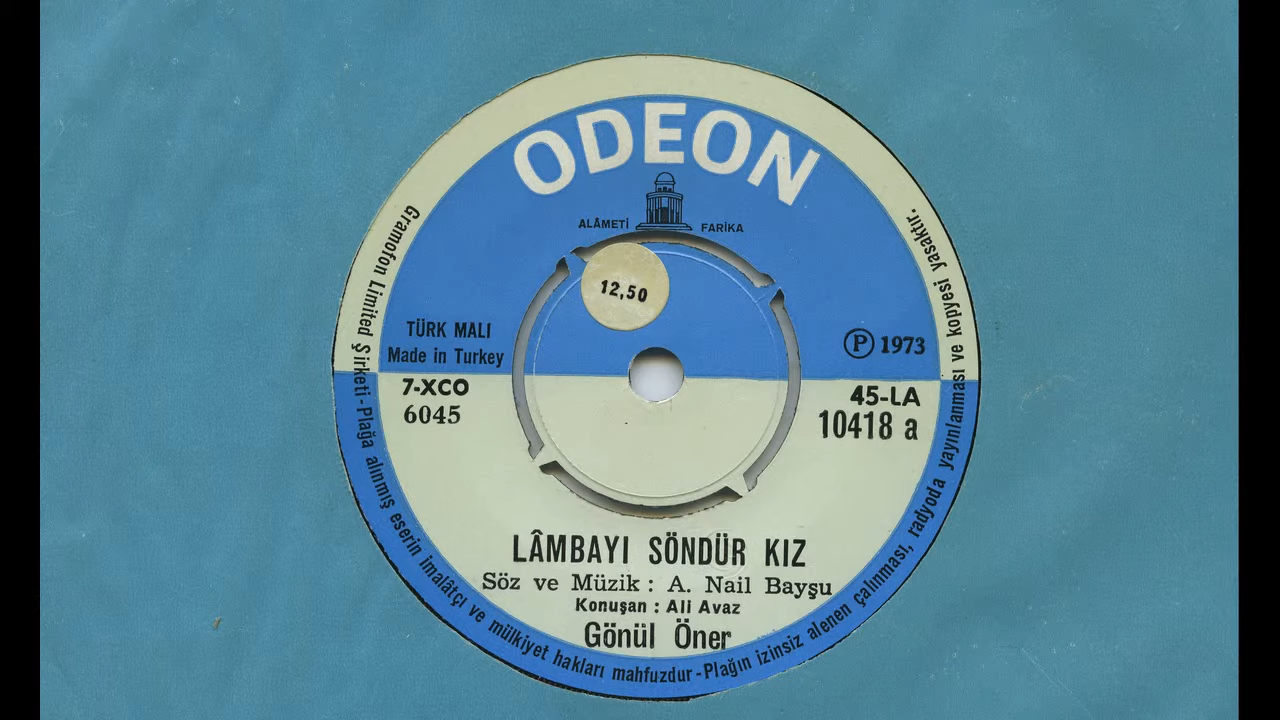 ODEON
ALÂMETİ FARİKA
12,50
TÜRK MALI
Made in Turkey
Ⓟ 1973
7-XCO
6045
45-LA
10418 a
LÂMBAYI SÖNDÜR KIZ
Söz ve Müzik : A. Nail Bayşu
Konuşan : Ali Avaz
Gönül Öner
Gramofon Limited Şirketi - Plağa alınmış eserin imalâtçı ve mülkiyet hakları mahfuzdur - Plağın izinsiz alenen çalınması, radyoda yayınlanması ve kopyesi yasaktır.